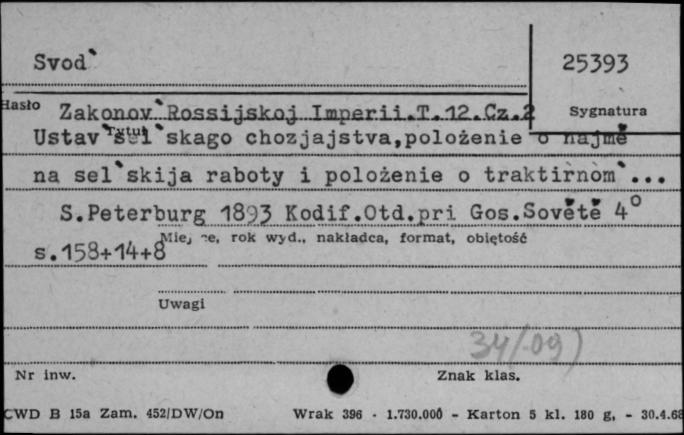 Svod`
25393
Hasło
Zakonov`Rossijskoj Imperii.T.12.Cz.2
Sygnatura
Tytuł
Ustav`sel`skago chozjajstva,położenie o najmě
na sel`skija raboty i położenie o traktirnom`...
S.Peterburg 1893 Kodif.Otd.pri Gos.Sovětě 4°
Miejsce, rok wyd., nakładca, format, objętość
s.158+14+8
Uwagi
34(09)
Nr inw.
Znak klas.
CWD B 15a Zam. 452/DW/On
Wrak 396 · 1.730.000 - Karton 5 kl. 180 g, - 30.4.68